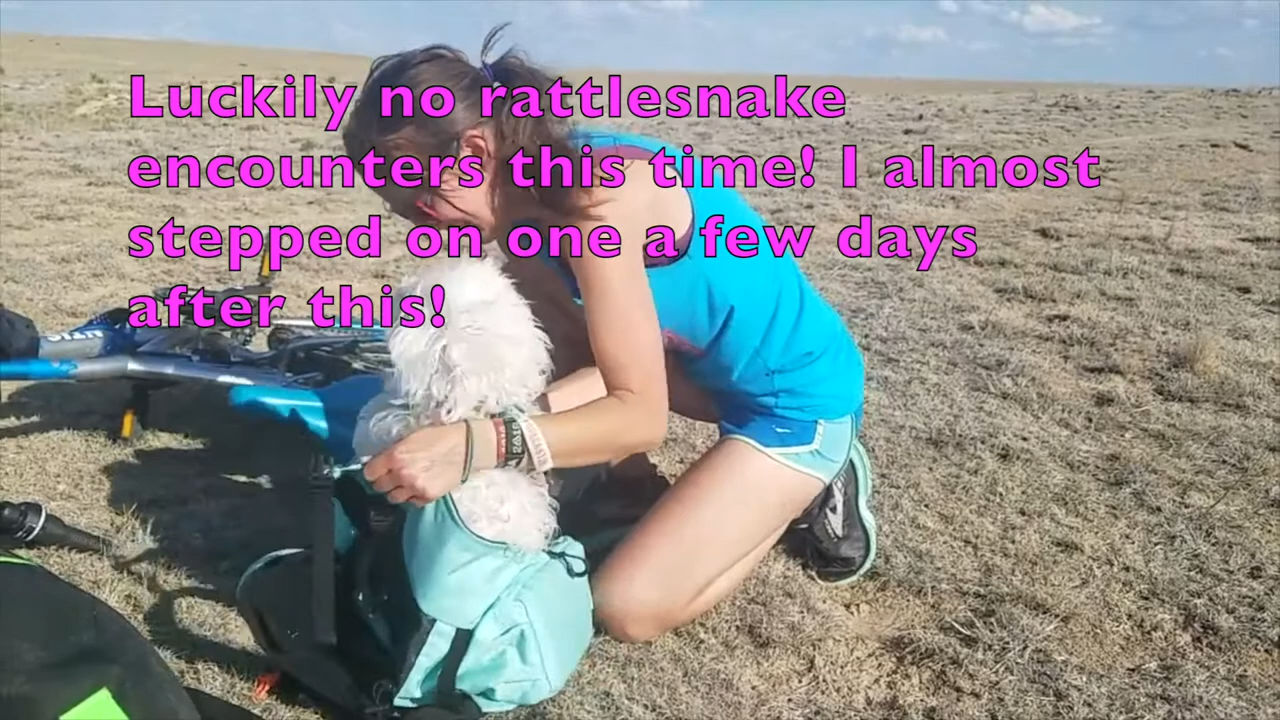 Luckily no rattlesnake
encounters this time! I almost
stepped on one a few days
after this!